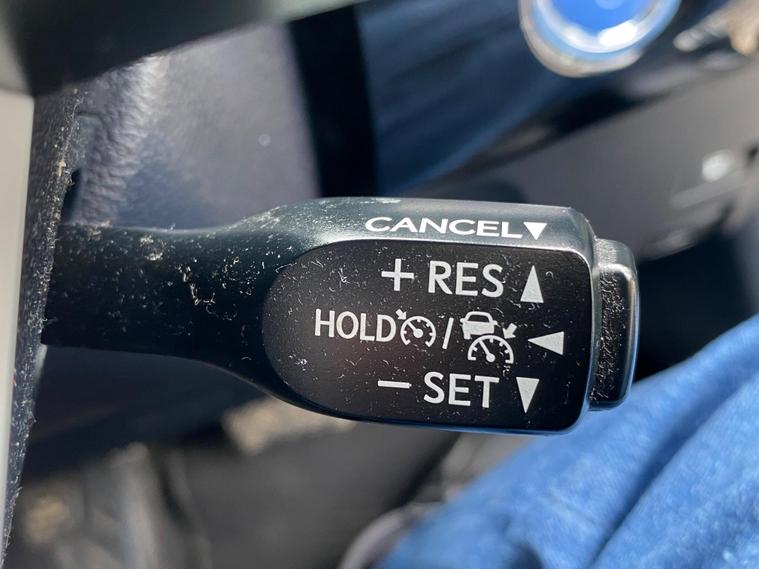 CANCEL▼
+ RES ▲
HOLD / ◀
− SET ▼